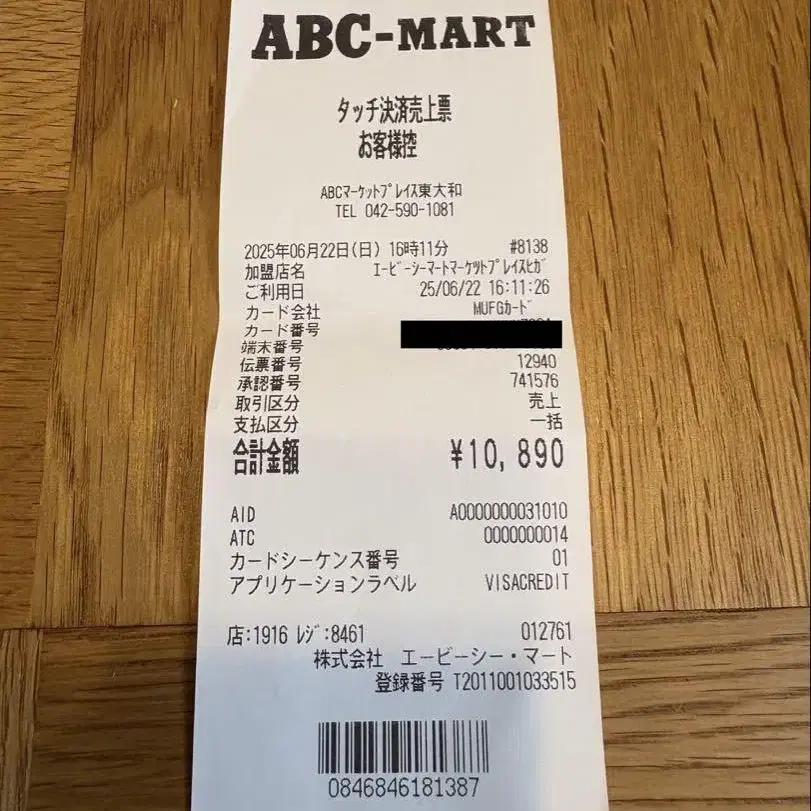 ABC-MART
タッチ決済売上票
お客様控
ABCマーケットプレイス東大和
TEL 042-590-1081
2025年06月22日(日) 16時11分 #8138
加盟店名 エービーシーマートマーケットプレイスヒガ
ご利用日 25/06/22 16:11:26
カード会社 MUFGカード
カード番号
端末番号
伝票番号 12940
承認番号 741576
取引区分 売上
支払区分 一括
合計金額 ¥10,890
AID A0000000031010
ATC 0000000014
カードシーケンス番号 01
アプリケーションラベル VISACREDIT
店:1916 レジ:8461 012761
株式会社 エービーシー・マート
登録番号 T2011001033515
0846846181387